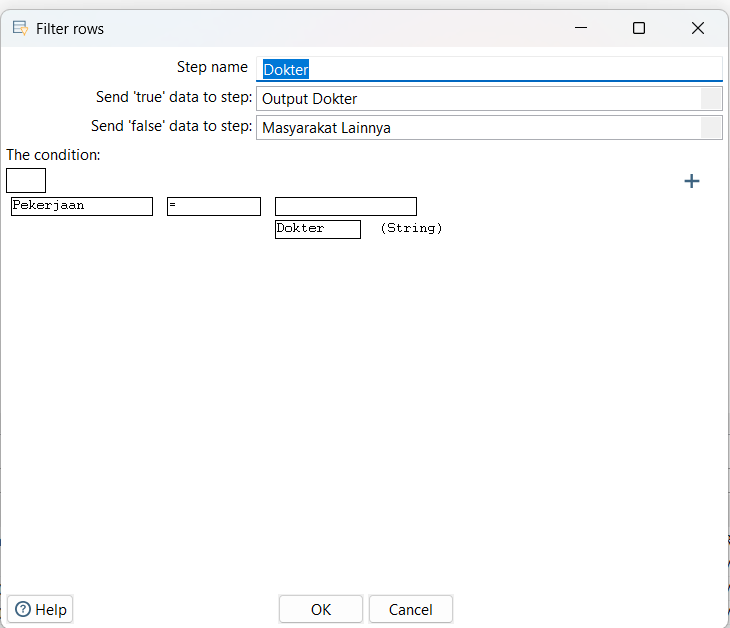 Filter rows
Step name Dokter
Send 'true' data to step: Output Dokter
Send 'false' data to step: Masyarakat Lainnya
The condition:
+
Pekerjaan =
Dokter (String)
Help OK Cancel